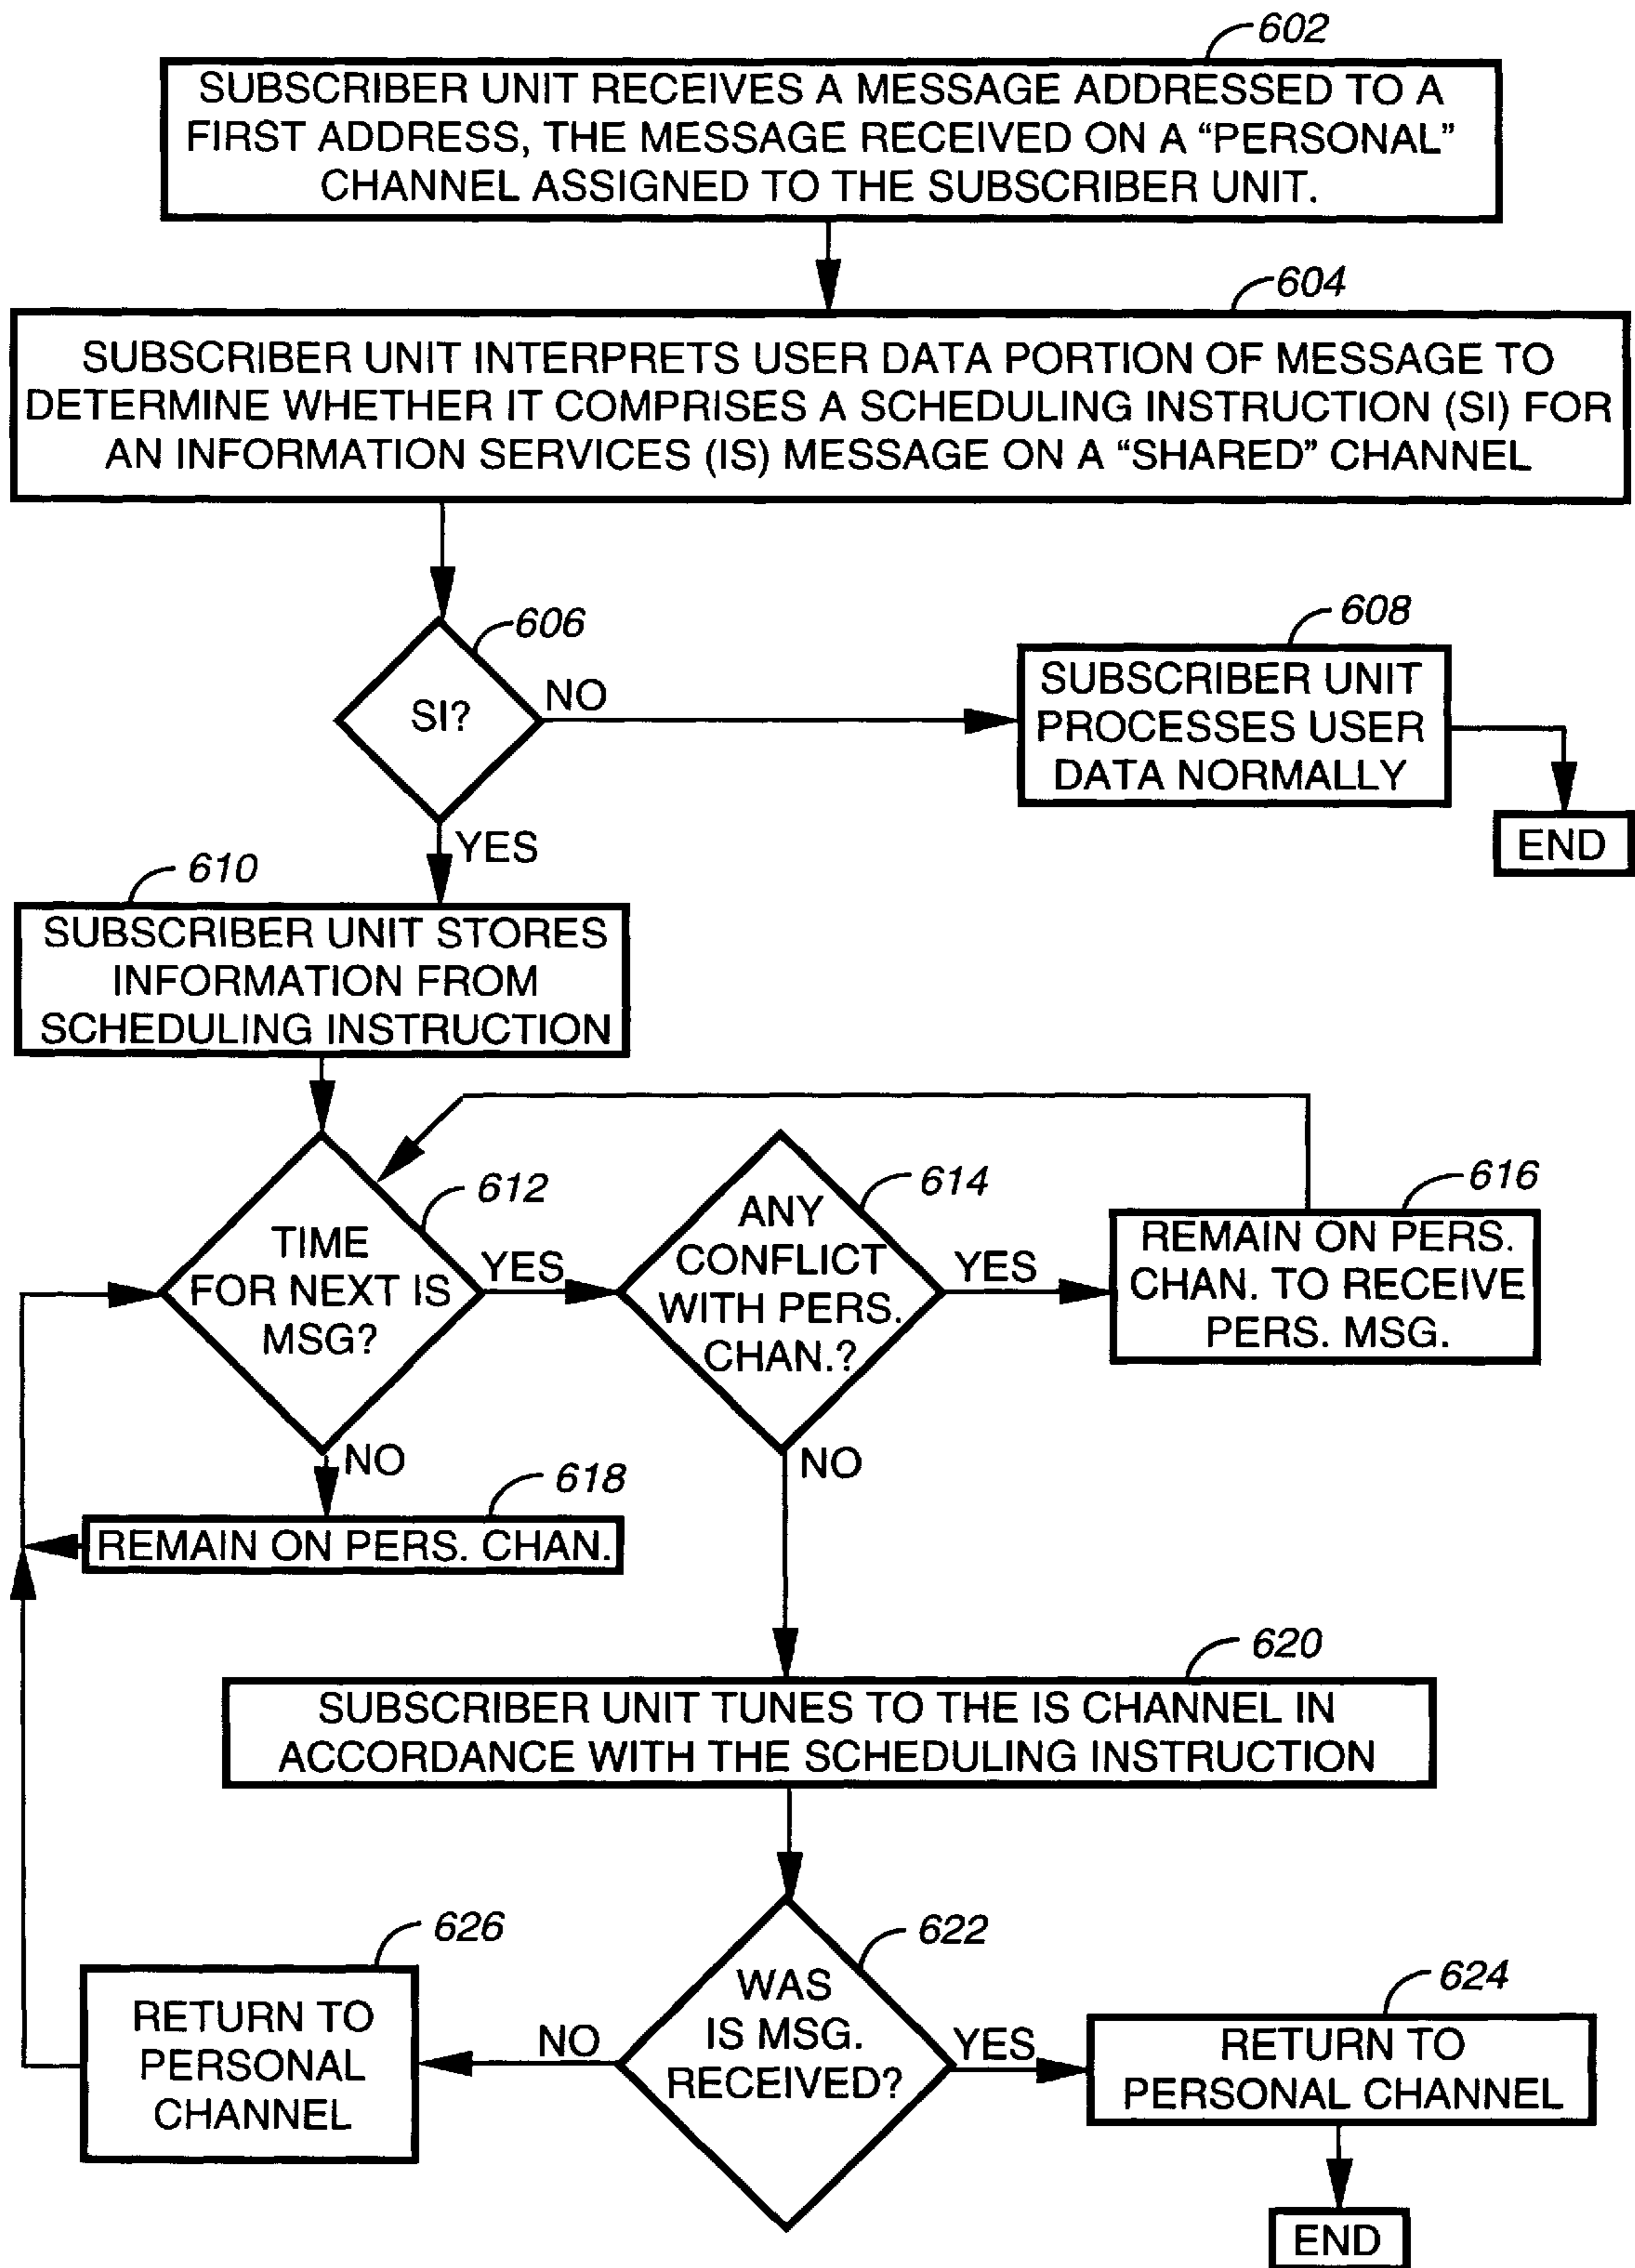 602
SUBSCRIBER UNIT RECEIVES A MESSAGE ADDRESSED TO A
FIRST ADDRESS, THE MESSAGE RECEIVED ON A “PERSONAL”
CHANNEL ASSIGNED TO THE SUBSCRIBER UNIT.
604
SUBSCRIBER UNIT INTERPRETS USER DATA PORTION OF MESSAGE TO
DETERMINE WHETHER IT COMPRISES A SCHEDULING INSTRUCTION (SI) FOR
AN INFORMATION SERVICES (IS) MESSAGE ON A “SHARED” CHANNEL
606
SI?
NO
608
SUBSCRIBER UNIT
PROCESSES USER
DATA NORMALLY
END
YES
610
SUBSCRIBER UNIT STORES
INFORMATION FROM
SCHEDULING INSTRUCTION
612
TIME
FOR NEXT IS
MSG?
YES
614
ANY
CONFLICT
WITH PERS.
CHAN.?
YES
616
REMAIN ON PERS.
CHAN. TO RECEIVE
PERS. MSG.
NO
618
REMAIN ON PERS. CHAN.
NO
620
SUBSCRIBER UNIT TUNES TO THE IS CHANNEL IN
ACCORDANCE WITH THE SCHEDULING INSTRUCTION
622
WAS
IS MSG.
RECEIVED?
NO
626
RETURN TO
PERSONAL
CHANNEL
YES
624
RETURN TO
PERSONAL CHANNEL
END